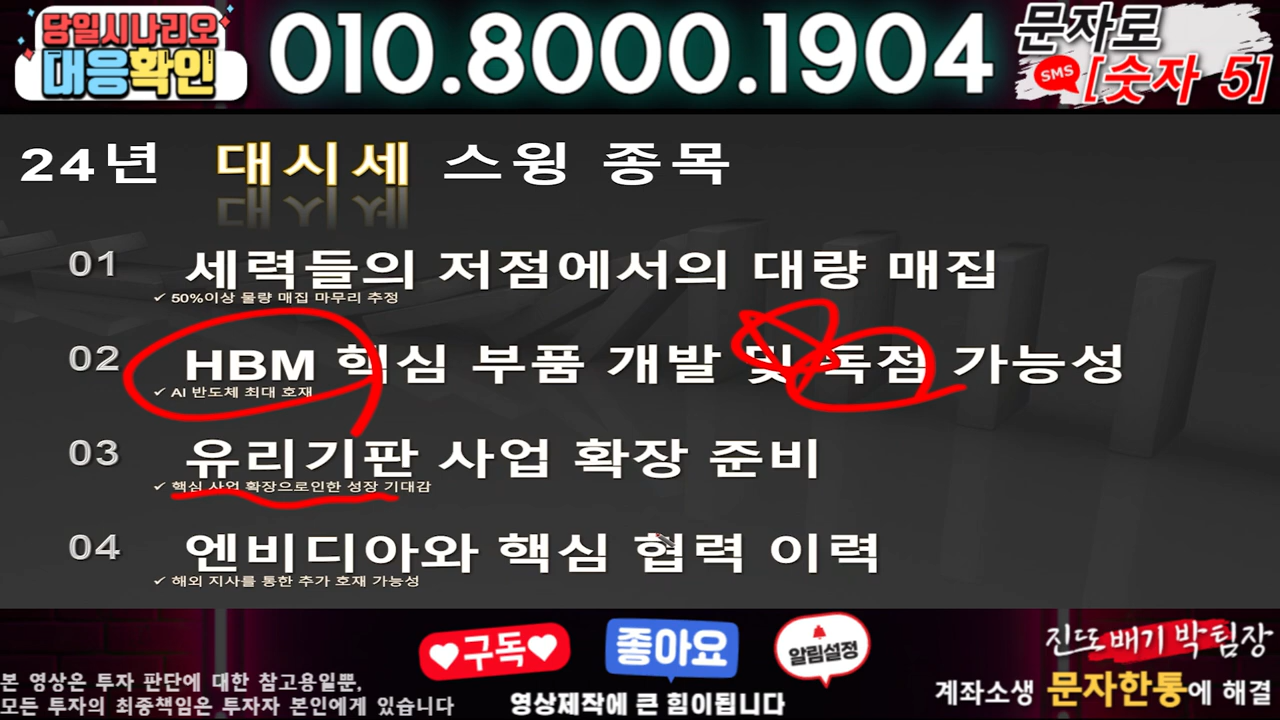 당일시나리오
대응확인
010.8000.1904
문자로
SMS [숫자 5]
24년 대시세 스윙 종목
01 세력들의 저점에서의 대량 매집
✓ 50%이상 물량 매집 마무리 추정
02 HBM 핵심 부품 개발 및 독점 가능성
✓ AI 반도체 최대 호재
03 유리기판 사업 확장 준비
✓ 핵심 사업 확장으로인한 성장 기대감
04 엔비디아와 핵심 협력 이력
✓ 해외 지사를 통한 추가 호재 가능성
구독
좋아요
알림설정
영상제작에 큰 힘이됩니다
본 영상은 투자 판단에 대한 참고용일뿐,
모든 투자의 최종책임은 투자자 본인에게 있습니다
진또배기 박팀장
계좌소생 문자한통에 해결